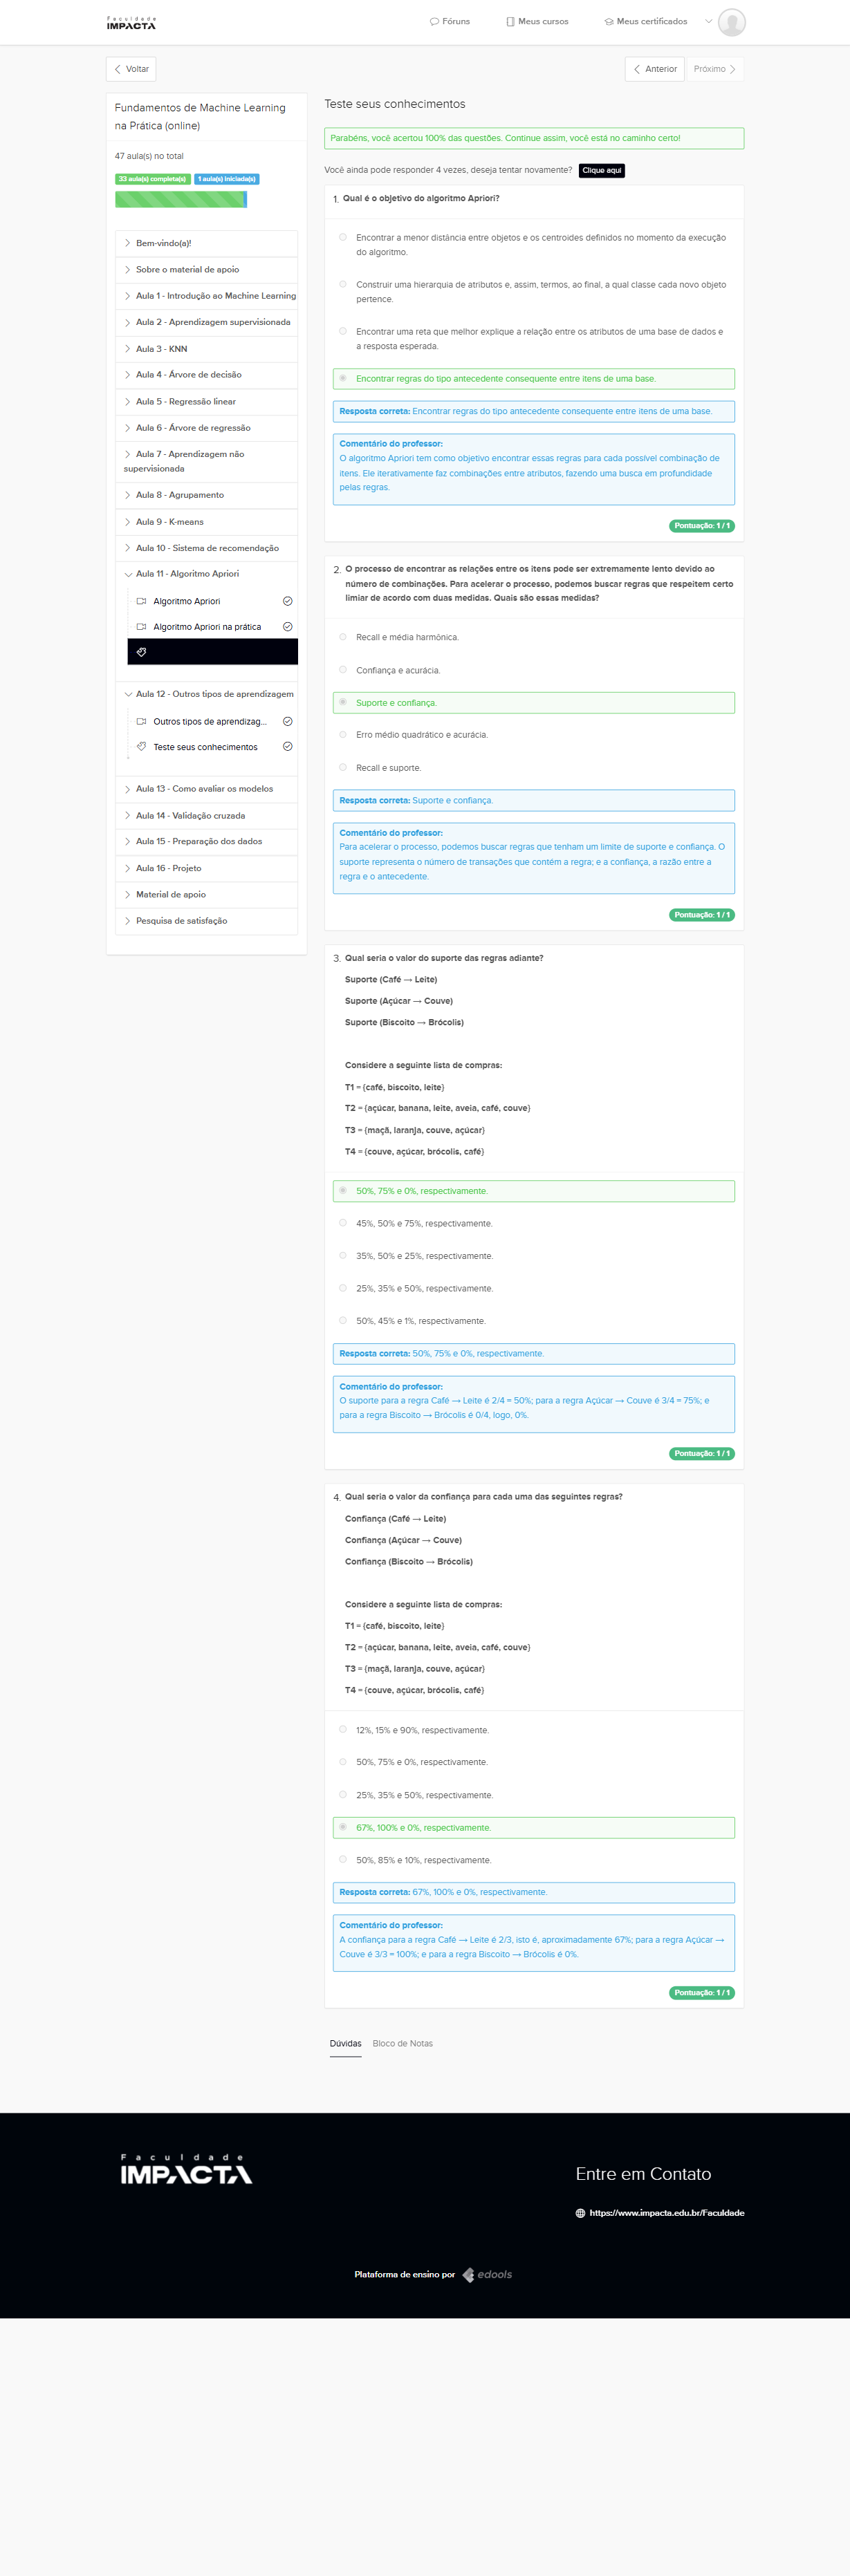 Faculdade
IMPACTA
Fóruns
Meus cursos
Meus certificados
Voltar
Anterior
Próximo
Fundamentos de Machine Learning
na Prática (online)
47 aula(s) no total
33 aula(s) completa(s)
1 aula(s) iniciada(s)
Bem-vindo(a)!
Sobre o material de apoio
Aula 1 - Introdução ao Machine Learning
Aula 2 - Aprendizagem supervisionada
Aula 3 - KNN
Aula 4 - Árvore de decisão
Aula 5 - Regressão linear
Aula 6 - Árvore de regressão
Aula 7 - Aprendizagem não
supervisionada
Aula 8 - Agrupamento
Aula 9 - K-means
Aula 10 - Sistema de recomendação
Aula 11 - Algoritmo Apriori
Algoritmo Apriori
Algoritmo Apriori na prática
Aula 12 - Outros tipos de aprendizagem
Outros tipos de aprendizag...
Teste seus conhecimentos
Aula 13 - Como avaliar os modelos
Aula 14 - Validação cruzada
Aula 15 - Preparação dos dados
Aula 16 - Projeto
Material de apoio
Pesquisa de satisfação
Teste seus conhecimentos
Parabéns, você acertou 100% das questões. Continue assim, você está no caminho certo!
Você ainda pode responder 4 vezes, deseja tentar novamente? Clique aqui
1. Qual é o objetivo do algoritmo Apriori?
Encontrar a menor distância entre objetos e os centroides definidos no momento da execução
do algoritmo.
Construir uma hierarquia de atributos e, assim, termos, ao final, a qual classe cada novo objeto
pertence.
Encontrar uma reta que melhor explique a relação entre os atributos de uma base de dados e
a resposta esperada.
Encontrar regras do tipo antecedente consequente entre itens de uma base.
Resposta correta: Encontrar regras do tipo antecedente consequente entre itens de uma base.
Comentário do professor:
O algoritmo Apriori tem como objetivo encontrar essas regras para cada possível combinação de
itens. Ele iterativamente faz combinações entre atributos, fazendo uma busca em profundidade
pelas regras.
Pontuação: 1 / 1
2. O processo de encontrar as relações entre os itens pode ser extremamente lento devido ao
número de combinações. Para acelerar o processo, podemos buscar regras que respeitem certo
limiar de acordo com duas medidas. Quais são essas medidas?
Recall e média harmônica.
Confiança e acurácia.
Suporte e confiança.
Erro médio quadrático e acurácia.
Recall e suporte.
Resposta correta: Suporte e confiança.
Comentário do professor:
Para acelerar o processo, podemos buscar regras que tenham um limite de suporte e confiança. O
suporte representa o número de transações que contém a regra; e a confiança, a razão entre a
regra e o antecedente.
Pontuação: 1 / 1
3. Qual seria o valor do suporte das regras adiante?
Suporte (Café → Leite)
Suporte (Açúcar → Couve)
Suporte (Biscoito → Brócolis)
Considere a seguinte lista de compras:
T1 = {café, biscoito, leite}
T2 = {açúcar, banana, leite, aveia, café, couve}
T3 = {maçã, laranja, couve, açúcar}
T4 = {couve, açúcar, brócolis, café}
50%, 75% e 0%, respectivamente.
45%, 50% e 75%, respectivamente.
35%, 50% e 25%, respectivamente.
25%, 35% e 50%, respectivamente.
50%, 45% e 1%, respectivamente.
Resposta correta: 50%, 75% e 0%, respectivamente.
Comentário do professor:
O suporte para a regra Café → Leite é 2/4 = 50%; para a regra Açúcar → Couve é 3/4 = 75%; e
para a regra Biscoito → Brócolis é 0/4, logo, 0%.
Pontuação: 1 / 1
4. Qual seria o valor da confiança para cada uma das seguintes regras?
Confiança (Café → Leite)
Confiança (Açúcar → Couve)
Confiança (Biscoito → Brócolis)
Considere a seguinte lista de compras:
T1 = {café, biscoito, leite}
T2 = {açúcar, banana, leite, aveia, café, couve}
T3 = {maçã, laranja, couve, açúcar}
T4 = {couve, açúcar, brócolis, café}
12%, 15% e 90%, respectivamente.
50%, 75% e 0%, respectivamente.
25%, 35% e 50%, respectivamente.
67%, 100% e 0%, respectivamente.
50%, 85% e 10%, respectivamente.
Resposta correta: 67%, 100% e 0%, respectivamente.
Comentário do professor:
A confiança para a regra Café → Leite é 2/3, isto é, aproximadamente 67%; para a regra Açúcar →
Couve é 3/3 = 100%; e para a regra Biscoito → Brócolis é 0%.
Pontuação: 1 / 1
Dúvidas
Bloco de Notas
Faculdade
IMPACTA
Entre em Contato
https://www.impacta.edu.br/Faculdade
Plataforma de ensino por edools